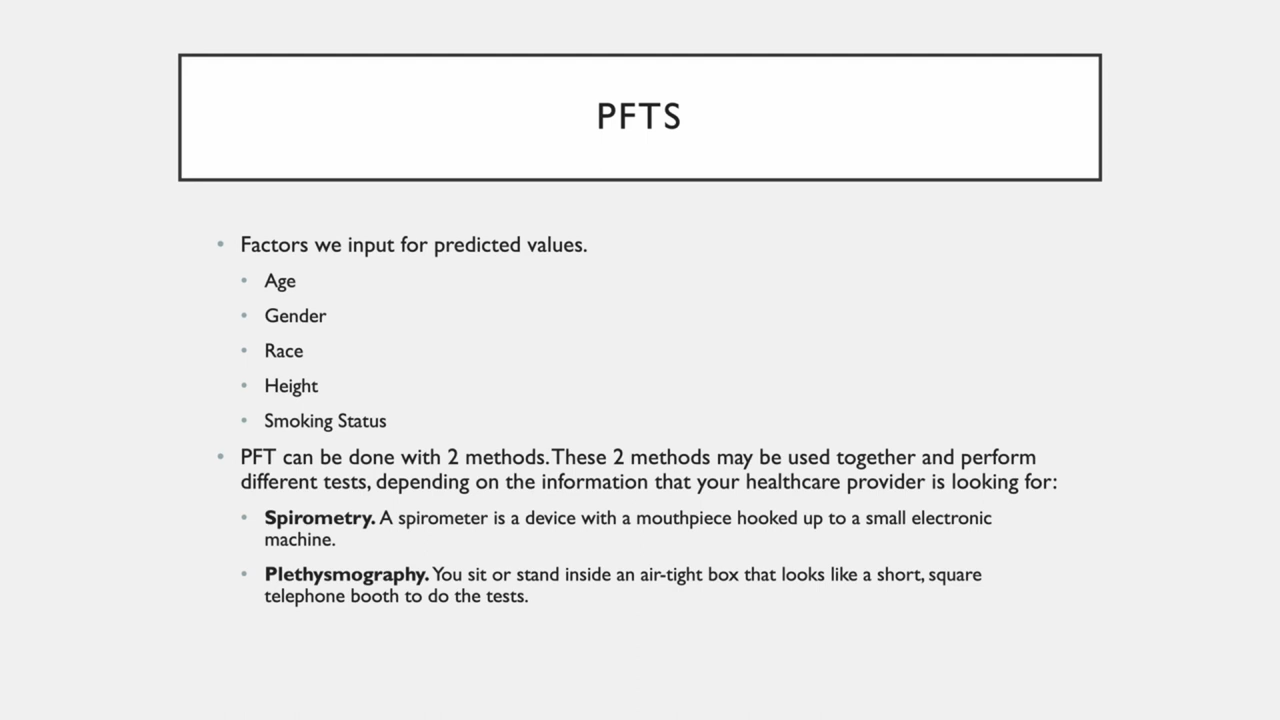 PFTS
• Factors we input for predicted values.
• Age
• Gender
• Race
• Height
• Smoking Status
• PFT can be done with 2 methods. These 2 methods may be used together and perform
different tests, depending on the information that your healthcare provider is looking for:
• Spirometry. A spirometer is a device with a mouthpiece hooked up to a small electronic
machine.
• Plethysmography. You sit or stand inside an air-tight box that looks like a short, square
telephone booth to do the tests.